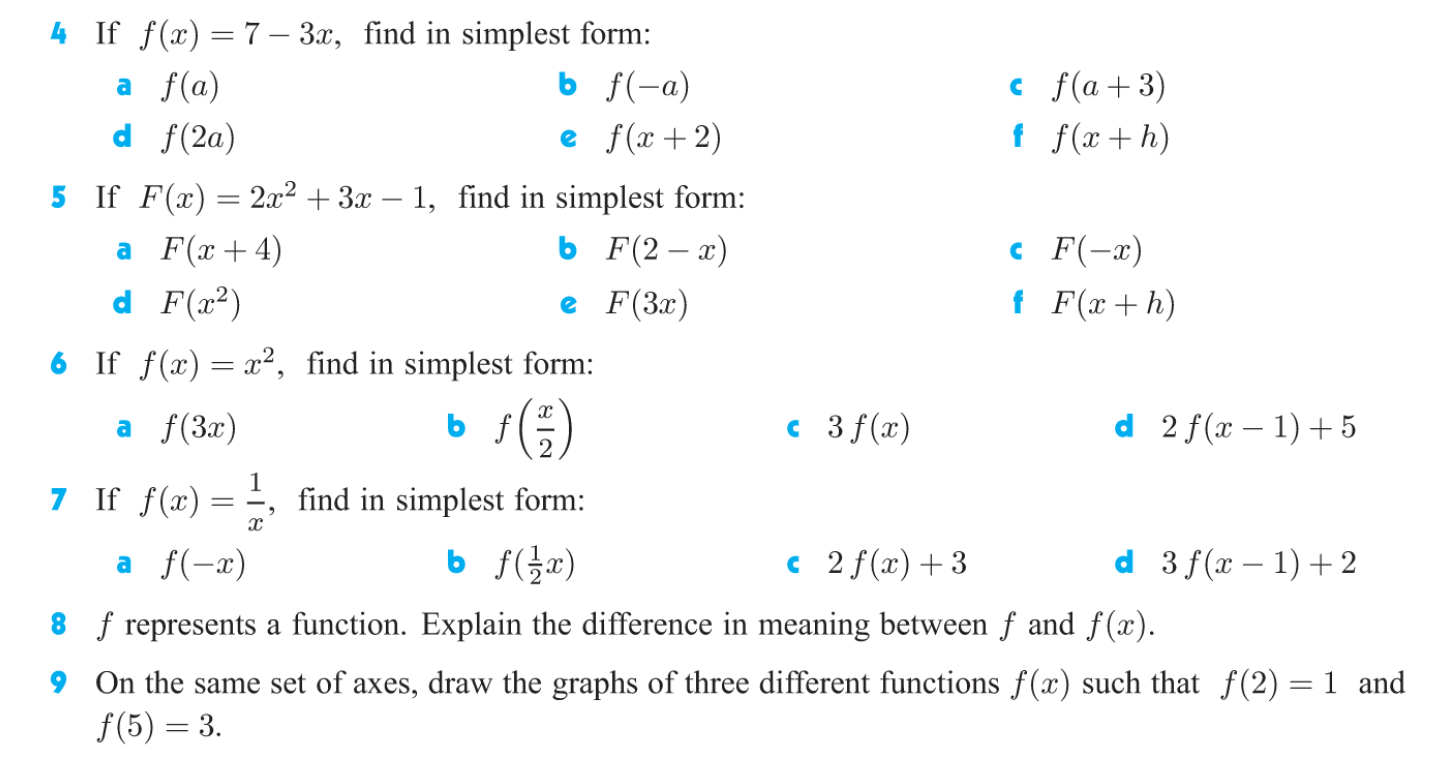 4 If f(x) = 7 − 3x, find in simplest form:
a f(a) b f(−a) c f(a + 3)
d f(2a) e f(x + 2) f f(x + h)
5 If F(x) = 2x² + 3x − 1, find in simplest form:
a F(x + 4) b F(2 − x) c F(−x)
d F(x²) e F(3x) f F(x + h)
6 If f(x) = x², find in simplest form:
a f(3x) b f(x/2) c 3 f(x) d 2 f(x − 1) + 5
7 If f(x) = 1/x, find in simplest form:
a f(−x) b f(½x) c 2 f(x) + 3 d 3 f(x − 1) + 2
8 f represents a function. Explain the difference in meaning between f and f(x).
9 On the same set of axes, draw the graphs of three different functions f(x) such that f(2) = 1 and
f(5) = 3.